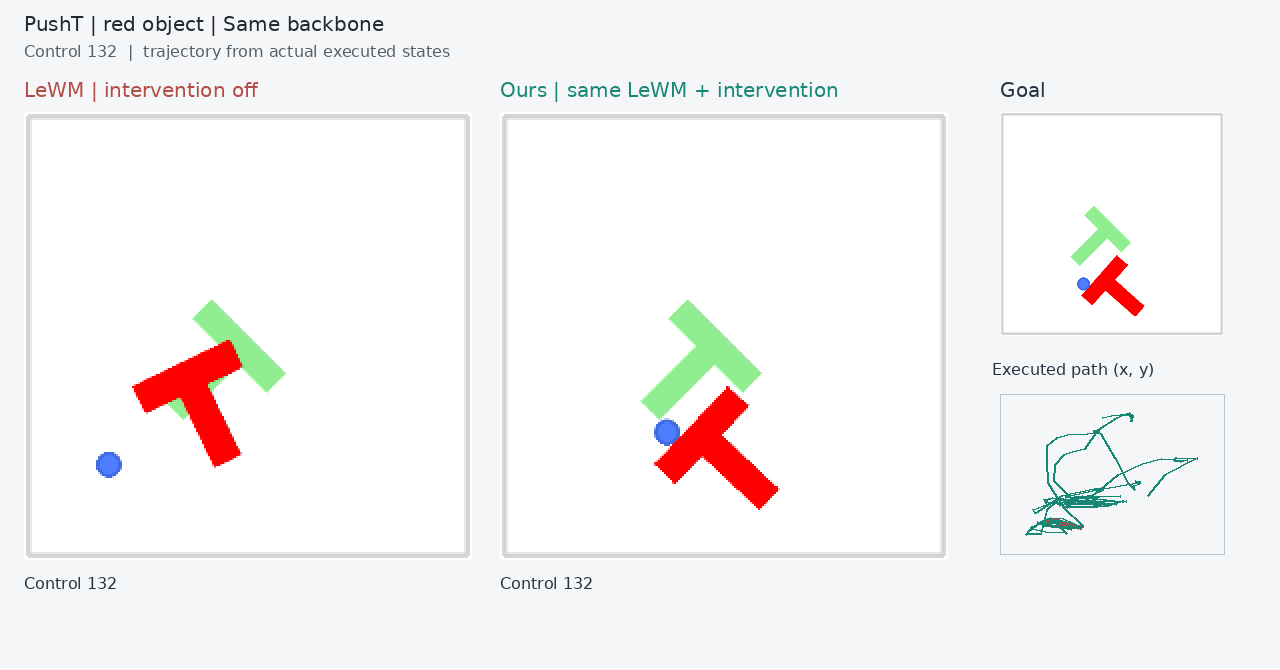 PushT | red object | Same backbone
Control 132 | trajectory from actual executed states
LeWM | intervention off
Ours | same LeWM + intervention
Goal
Executed path (x, y)
Control 132
Control 132